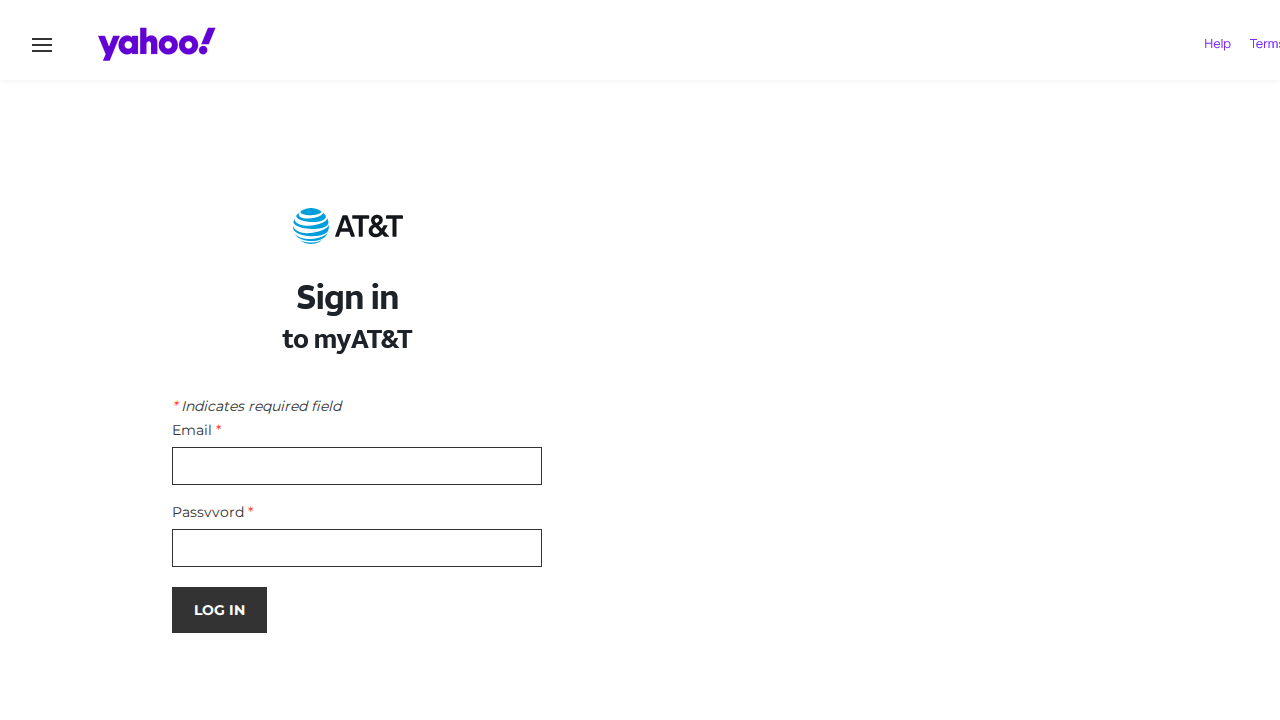 yahoo!
Help Terms
AT&T
Sign in
to myAT&T
* Indicates required field
Email *
Passvvord *
LOG IN